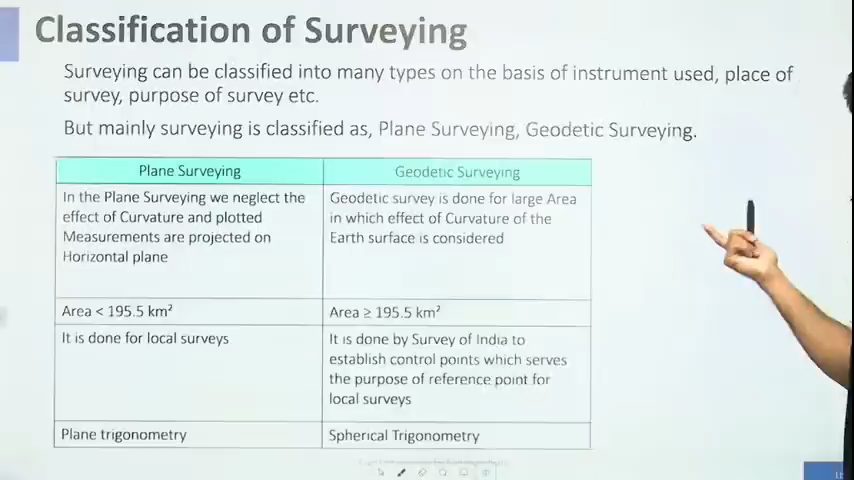 Classification of Surveying
Surveying can be classified into many types on the basis of instrument used, place of
survey, purpose of survey etc.
But mainly surveying is classified as, Plane Surveying, Geodetic Surveying.
Plane Surveying
Geodetic Surveying
In the Plane Surveying we neglect the
effect of Curvature and plotted
Measurements are projected on
Horizontal plane
Geodetic survey is done for large Area
in which effect of Curvature of the
Earth surface is considered
Area < 195.5 km²
Area ≥ 195.5 km²
It is done for local surveys
It is done by Survey of India to
establish control points which serves
the purpose of reference point for
local surveys
Plane trigonometry
Spherical Trigonometry